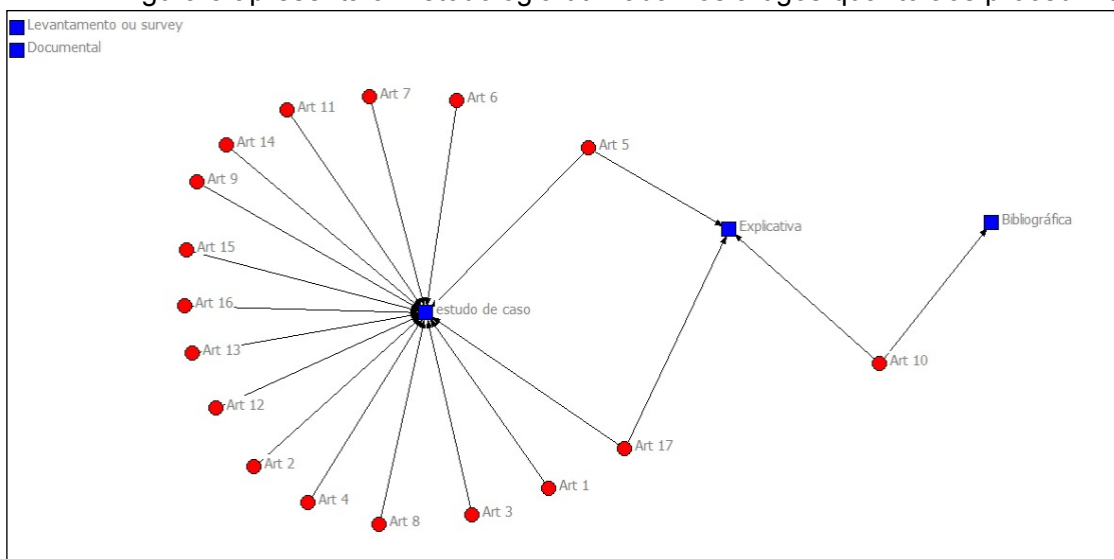 Levantamento ou survey
Documental
Art 7
Art 6
Art 11
Art 14
Art 5
Art 9
Explicativa
Bibliográfica
Art 15
Art 16
estudo de caso
Art 13
Art 10
Art 12
Art 17
Art 2
Art 1
Art 4
Art 3
Art 8